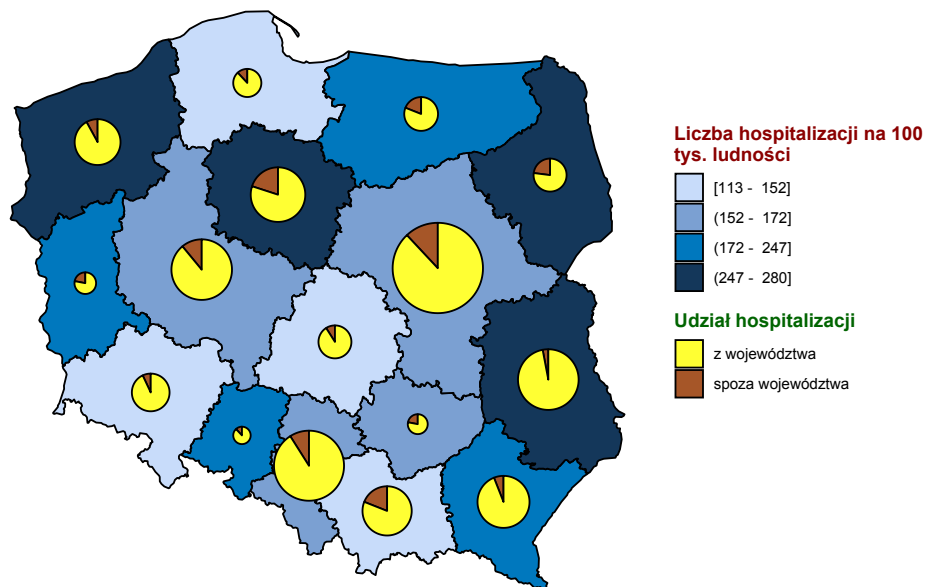 Liczba hospitalizacji na 100
tys. ludności
[113 - 152]
(152 - 172]
(172 - 247]
(247 - 280]
Udział hospitalizacji
z województwa
spoza województwa